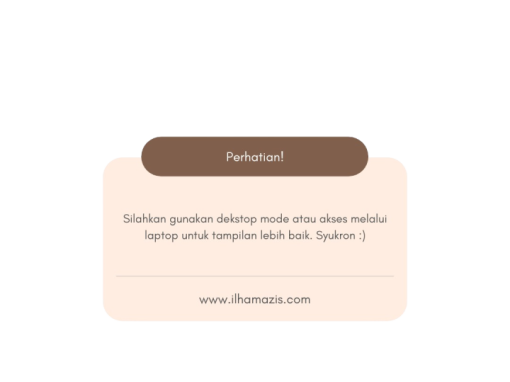 Perhatian!
Silahkan gunakan dekstop mode atau akses melalui
laptop untuk tampilan lebih baik. Syukron :)
www.ilhamazis.com